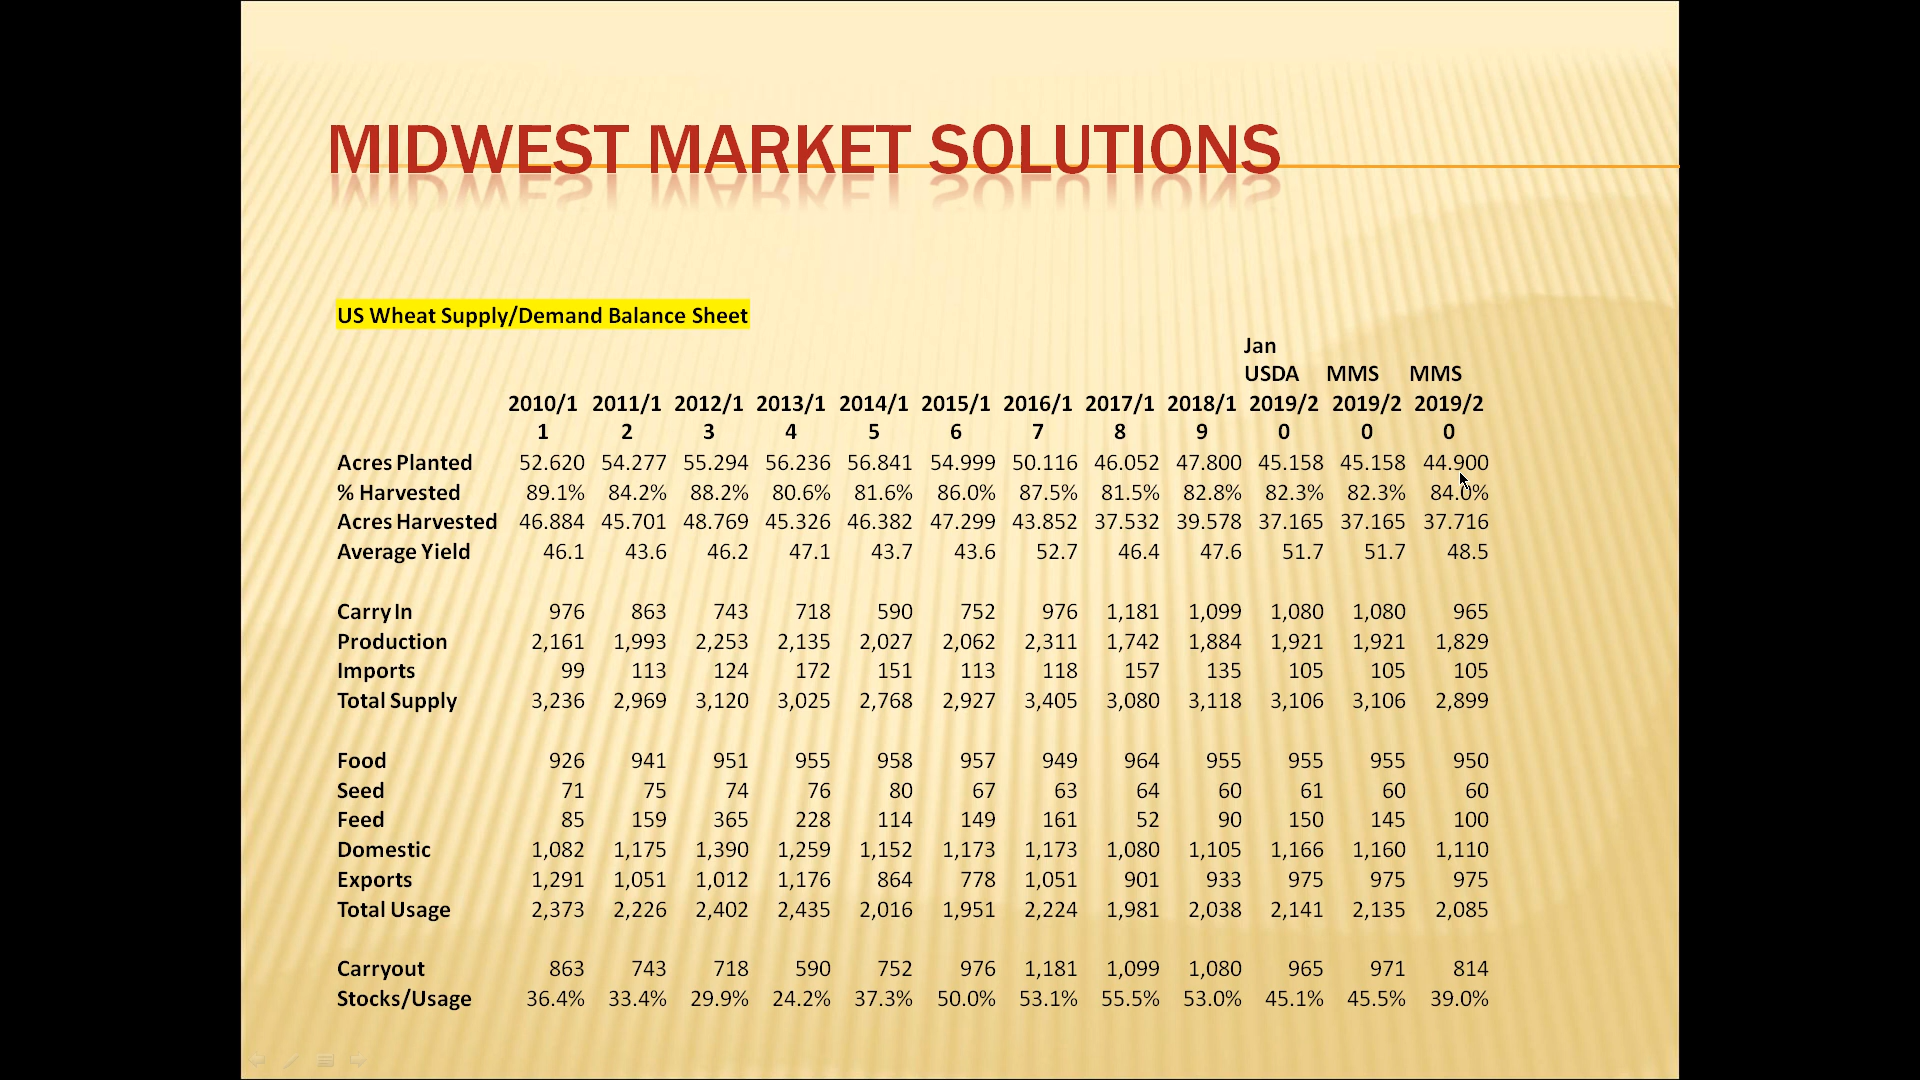 MIDWEST MARKET SOLUTIONS
US Wheat Supply/Demand Balance Sheet
Jan
USDA MMS MMS
2010/1 2011/1 2012/1 2013/1 2014/1 2015/1 2016/1 2017/1 2018/1 2019/2 2019/2 2019/2
1 2 3 4 5 6 7 8 9 0 0 0
Acres Planted 52.620 54.277 55.294 56.236 56.841 54.999 50.116 46.052 47.800 45.158 45.158 44.900
% Harvested 89.1% 84.2% 88.2% 80.6% 81.6% 86.0% 87.5% 81.5% 82.8% 82.3% 82.3% 84.0%
Acres Harvested 46.884 45.701 48.769 45.326 46.382 47.299 43.852 37.532 39.578 37.165 37.165 37.716
Average Yield 46.1 43.6 46.2 47.1 43.7 43.6 52.7 46.4 47.6 51.7 51.7 48.5
Carry In 976 863 743 718 590 752 976 1,181 1,099 1,080 1,080 965
Production 2,161 1,993 2,253 2,135 2,027 2,062 2,311 1,742 1,884 1,921 1,921 1,829
Imports 99 113 124 172 151 113 118 157 135 105 105 105
Total Supply 3,236 2,969 3,120 3,025 2,768 2,927 3,405 3,080 3,118 3,106 3,106 2,899
Food 926 941 951 955 958 957 949 964 955 955 955 950
Seed 71 75 74 76 80 67 63 64 60 61 60 60
Feed 85 159 365 228 114 149 161 52 90 150 145 100
Domestic 1,082 1,175 1,390 1,259 1,152 1,173 1,173 1,080 1,105 1,166 1,160 1,110
Exports 1,291 1,051 1,012 1,176 864 778 1,051 901 933 975 975 975
Total Usage 2,373 2,226 2,402 2,435 2,016 1,951 2,224 1,981 2,038 2,141 2,135 2,085
Carryout 863 743 718 590 752 976 1,181 1,099 1,080 965 971 814
Stocks/Usage 36.4% 33.4% 29.9% 24.2% 37.3% 50.0% 53.1% 55.5% 53.0% 45.1% 45.5% 39.0%